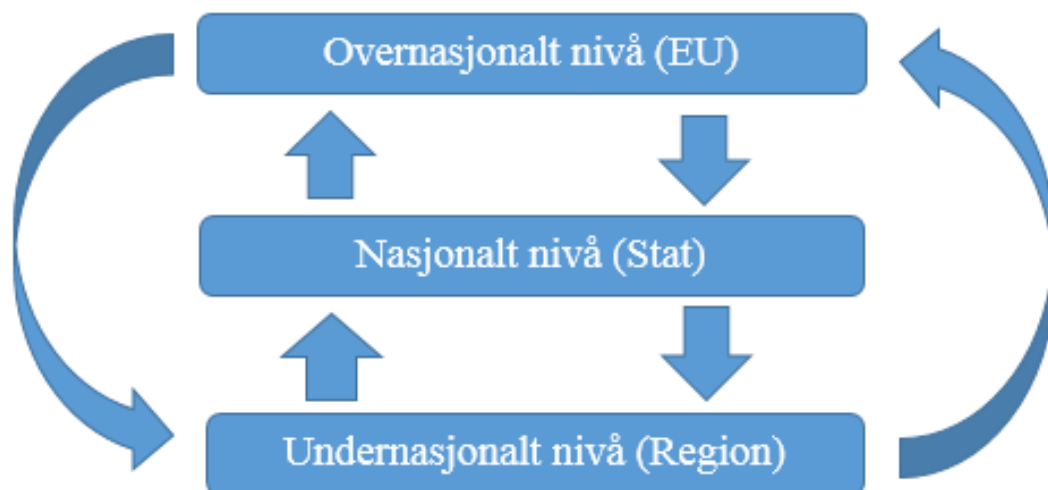 Overnasjonalt nivå (EU)
Nasjonalt nivå (Stat)
Undernasjonalt nivå (Region)